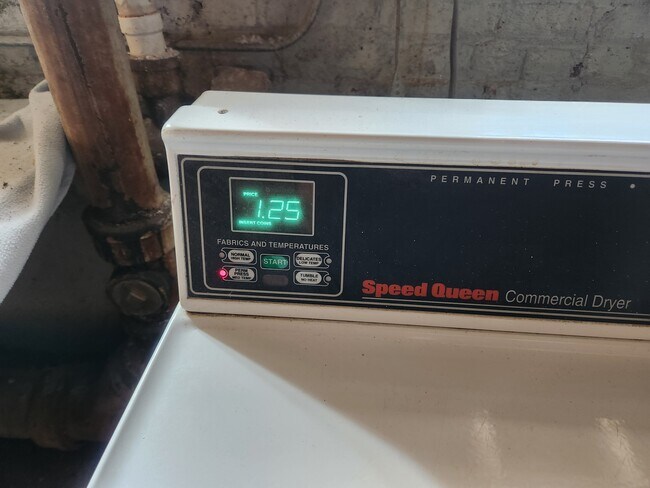 PERMANENT PRESS
PRICE
1.25
INSERT COINS
FABRICS AND TEMPERATURES
NORMAL
HIGH TEMP
START
DELICATES
LOW TEMP
PERM
PRESS
MED TEMP
TUMBLE
NO HEAT
Speed Queen Commercial Dryer